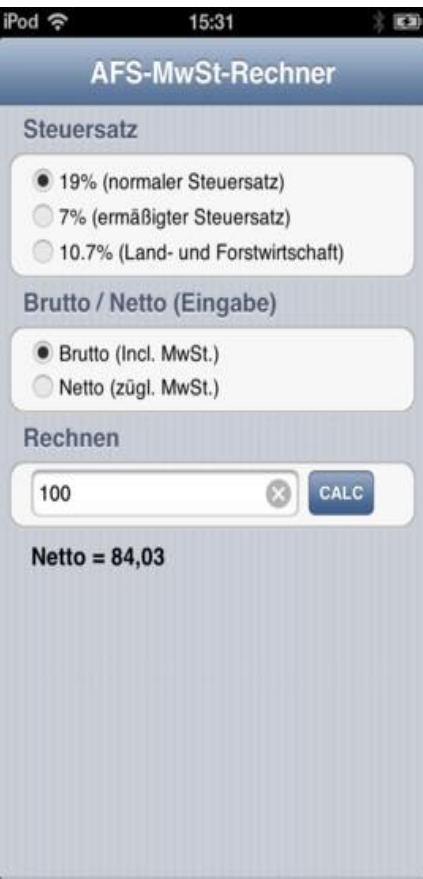 iPod 15:31
AFS-MwSt-Rechner
Steuersatz
19% (normaler Steuersatz)
7% (ermäßigter Steuersatz)
10.7% (Land- und Forstwirtschaft)
Brutto / Netto (Eingabe)
Brutto (Incl. MwSt.)
Netto (zügl. MwSt.)
Rechnen
100 CALC
Netto = 84,03